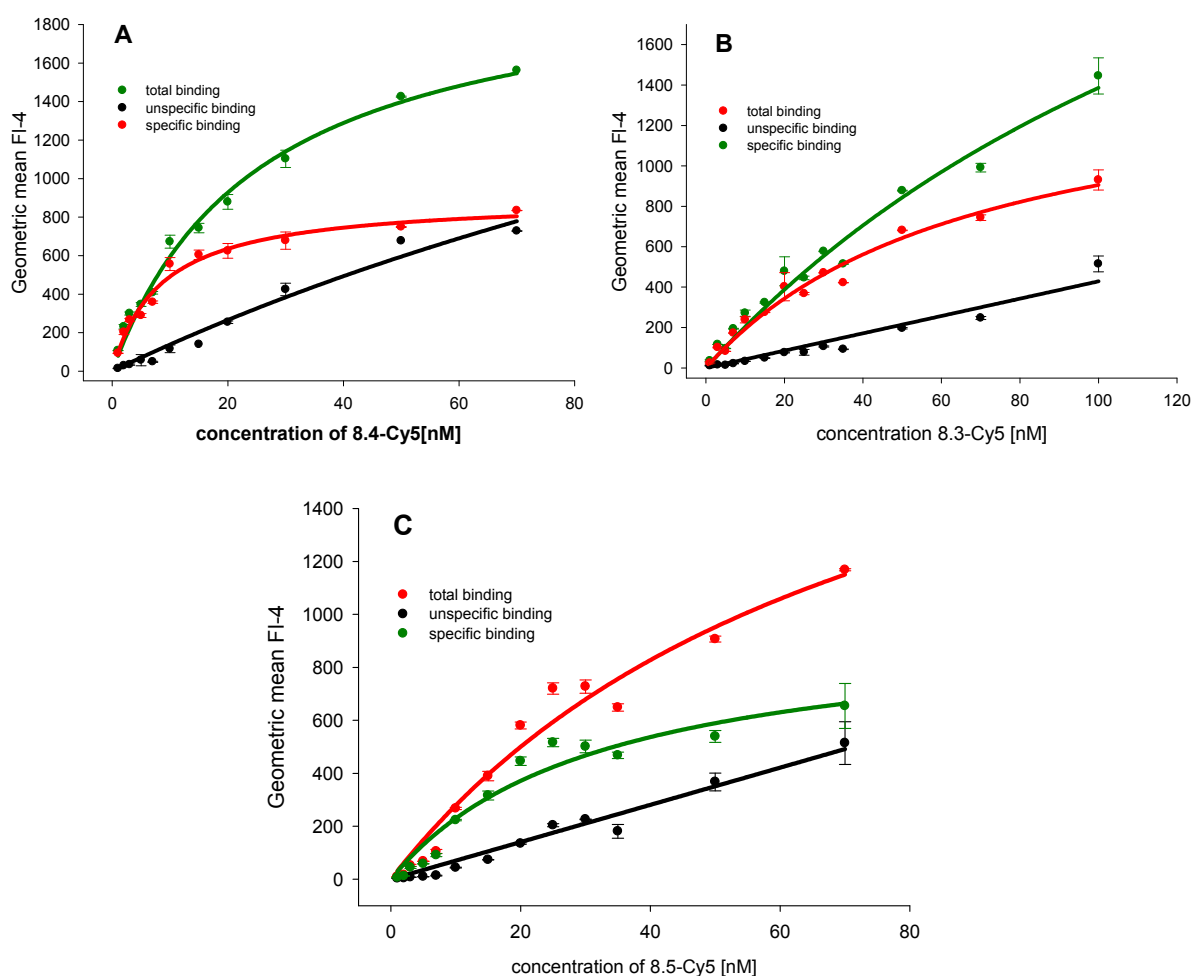 A
Geometric mean FI-4
1800
1600
1400
1200
1000
800
600
400
200
0
total binding
unspecific binding
specific binding
0 20 40 60 80
concentration of 8.4-Cy5[nM]
B
Geometric mean FI-4
1600
1400
1200
1000
800
600
400
200
0
total binding
unspecific binding
specific binding
0 20 40 60 80 100 120
concentration 8.3-Cy5 [nM]
C
Geometric mean FI-4
1400
1200
1000
800
600
400
200
0
total binding
unspecific binding
specific binding
0 20 40 60 80
concentration of 8.5-Cy5 [nM]